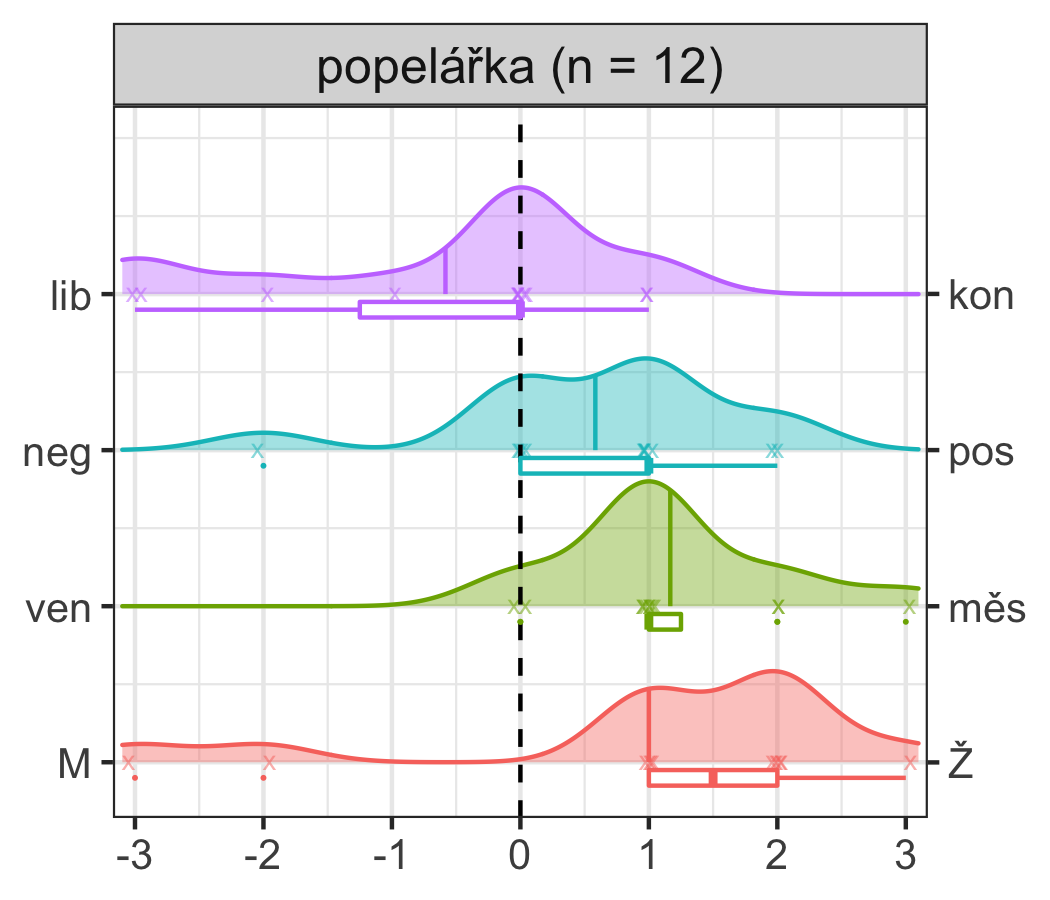 popelářka (n = 12)
lib kon
neg pos
ven měs
M Ž
-3 -2 -1 0 1 2 3